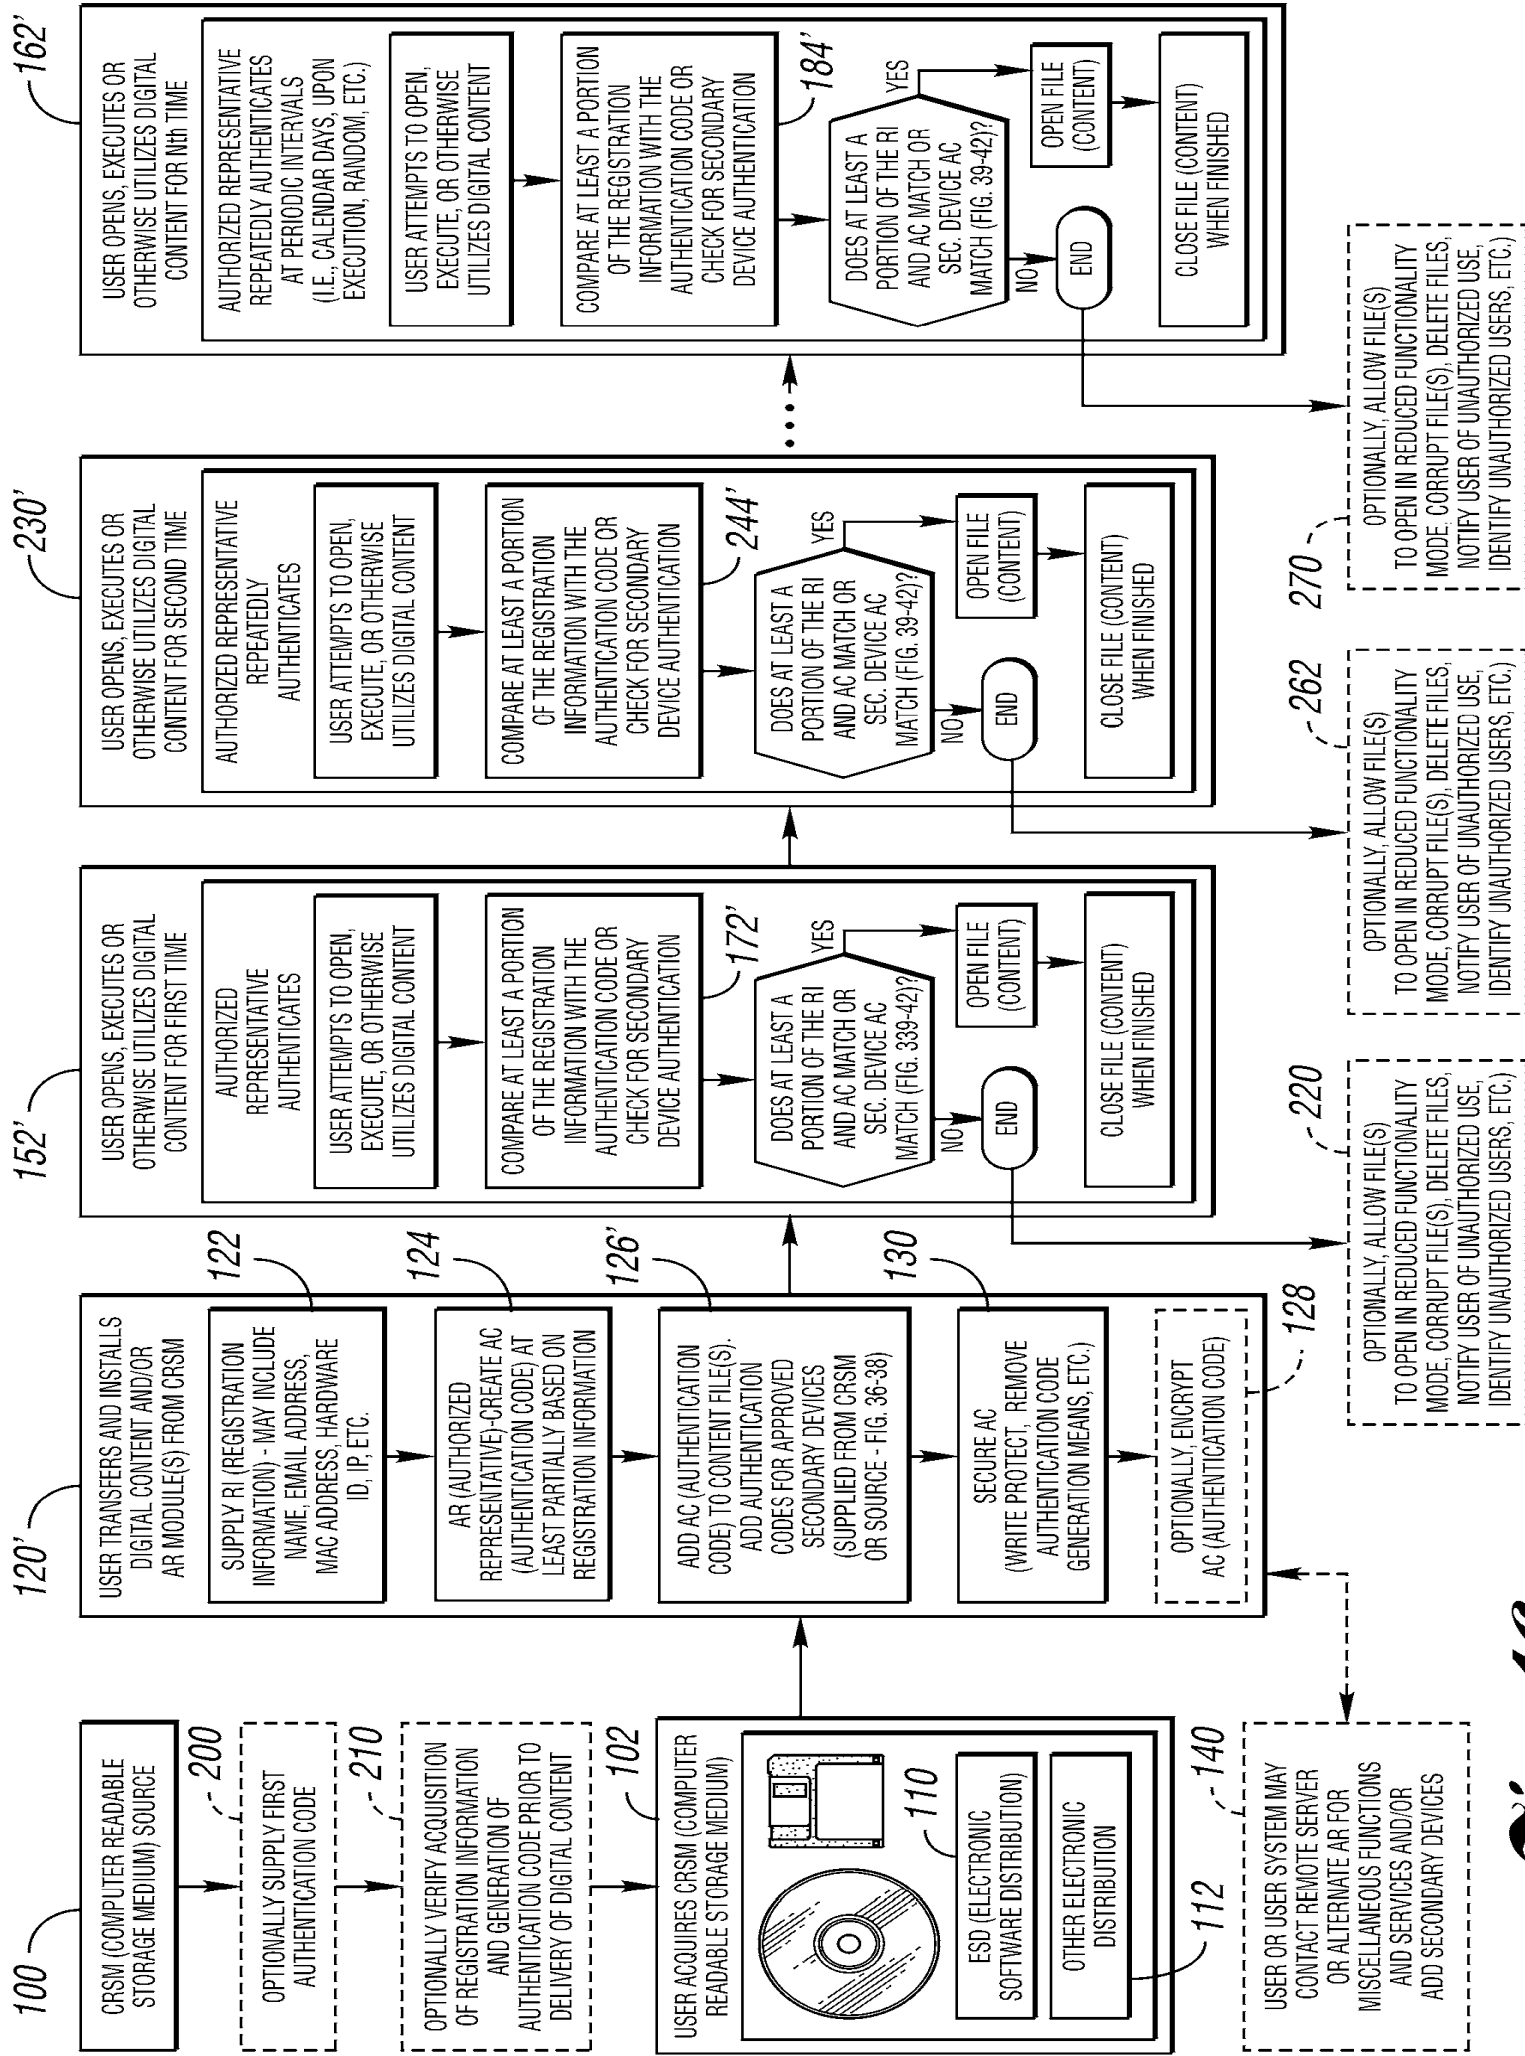 100
CRSM (COMPUTER READABLE
STORAGE MEDIUM) SOURCE
200
OPTIONALLY SUPPLY FIRST
AUTHENTICATION CODE
210
OPTIONALLY VERIFY ACQUISITION
OF REGISTRATION INFORMATION
AND GENERATION OF
AUTHENTICATION CODE PRIOR TO
DELIVERY OF DIGITAL CONTENT
102
USER ACQUIRES CRSM (COMPUTER
READABLE STORAGE MEDIUM)
110
ESD (ELECTRONIC
SOFTWARE DISTRIBUTION)
OTHER ELECTRONIC
DISTRIBUTION
112
140
USER OR USER SYSTEM MAY
CONTACT REMOTE SERVER
OR ALTERNATE AR FOR
MISCELLANEOUS FUNCTIONS
AND SERVICES AND/OR
ADD SECONDARY DEVICES
120'
USER TRANSFERS AND INSTALLS
DIGITAL CONTENT AND/OR
AR MODULE(S) FROM CRSM
122
SUPPLY RI (REGISTRATION
INFORMATION) - MAY INCLUDE
NAME, EMAIL ADDRESS,
MAC ADDRESS, HARDWARE
ID, IP, ETC.
124
AR (AUTHORIZED
REPRESENTATIVE)-CREATE AC
(AUTHENTICATION CODE) AT
LEAST PARTIALLY BASED ON
REGISTRATION INFORMATION
126'
ADD AC (AUTHENTICATION
CODE) TO CONTENT FILE(S).
ADD AUTHENTICATION
CODES FOR APPROVED
SECONDARY DEVICES
(SUPPLIED FROM CRSM
OR SOURCE - FIG. 36-38)
130
SECURE AC
(WRITE PROTECT, REMOVE
AUTHENTICATION CODE
GENERATION MEANS, ETC.)
OPTIONALLY, ENCRYPT
AC (AUTHENTICATION CODE)
128
152'
USER OPENS, EXECUTES OR
OTHERWISE UTILIZES DIGITAL
CONTENT FOR FIRST TIME
AUTHORIZED
REPRESENTATIVE
AUTHENTICATES
USER ATTEMPTS TO OPEN,
EXECUTE, OR OTHERWISE
UTILIZES DIGITAL CONTENT
COMPARE AT LEAST A PORTION
OF THE REGISTRATION
INFORMATION WITH THE
AUTHENTICATION CODE OR
CHECK FOR SECONDARY
DEVICE AUTHENTICATION
172'
DOES AT LEAST A
PORTION OF THE RI
AND AC MATCH OR
SEC. DEVICE AC
MATCH (FIG. 339-42)?
YES
NO
END
OPEN FILE
(CONTENT)
CLOSE FILE (CONTENT)
WHEN FINISHED
220
OPTIONALLY, ALLOW FILE(S)
TO OPEN IN REDUCED FUNCTIONALITY
MODE, CORRUPT FILE(S), DELETE FILES,
NOTIFY USER OF UNAUTHORIZED USE,
IDENTIFY UNAUTHORIZED USERS, ETC.)
230'
USER OPENS, EXECUTES OR
OTHERWISE UTILIZES DIGITAL
CONTENT FOR SECOND TIME
AUTHORIZED REPRESENTATIVE
REPEATEDLY
AUTHENTICATES
USER ATTEMPTS TO OPEN,
EXECUTE, OR OTHERWISE
UTILIZES DIGITAL CONTENT
COMPARE AT LEAST A PORTION
OF THE REGISTRATION
INFORMATION WITH THE
AUTHENTICATION CODE OR
CHECK FOR SECONDARY
DEVICE AUTHENTICATION
244'
DOES AT LEAST A
PORTION OF THE RI
AND AC MATCH OR
SEC. DEVICE AC
MATCH (FIG. 39-42)?
YES
NO
END
OPEN FILE
(CONTENT)
CLOSE FILE (CONTENT)
WHEN FINISHED
262
OPTIONALLY, ALLOW FILE(S)
TO OPEN IN REDUCED FUNCTIONALITY
MODE, CORRUPT FILE(S), DELETE FILES,
NOTIFY USER OF UNAUTHORIZED USE,
IDENTIFY UNAUTHORIZED USERS, ETC.)
162'
USER OPENS, EXECUTES OR
OTHERWISE UTILIZES DIGITAL
CONTENT FOR Nth TIME
AUTHORIZED REPRESENTATIVE
REPEATEDLY AUTHENTICATES
AT PERIODIC INTERVALS
(I.E., CALENDAR DAYS, UPON
EXECUTION, RANDOM, ETC.)
USER ATTEMPTS TO OPEN,
EXECUTE, OR OTHERWISE
UTILIZES DIGITAL CONTENT
COMPARE AT LEAST A PORTION
OF THE REGISTRATION
INFORMATION WITH THE
AUTHENTICATION CODE OR
CHECK FOR SECONDARY
DEVICE AUTHENTICATION
184'
DOES AT LEAST A
PORTION OF THE RI
AND AC MATCH OR
SEC. DEVICE AC
MATCH (FIG. 39-42)?
YES
NO
END
OPEN FILE
(CONTENT)
CLOSE FILE (CONTENT)
WHEN FINISHED
270
OPTIONALLY, ALLOW FILE(S)
TO OPEN IN REDUCED FUNCTIONALITY
MODE, CORRUPT FILE(S), DELETE FILES,
NOTIFY USER OF UNAUTHORIZED USE,
IDENTIFY UNAUTHORIZED USERS, ETC.)